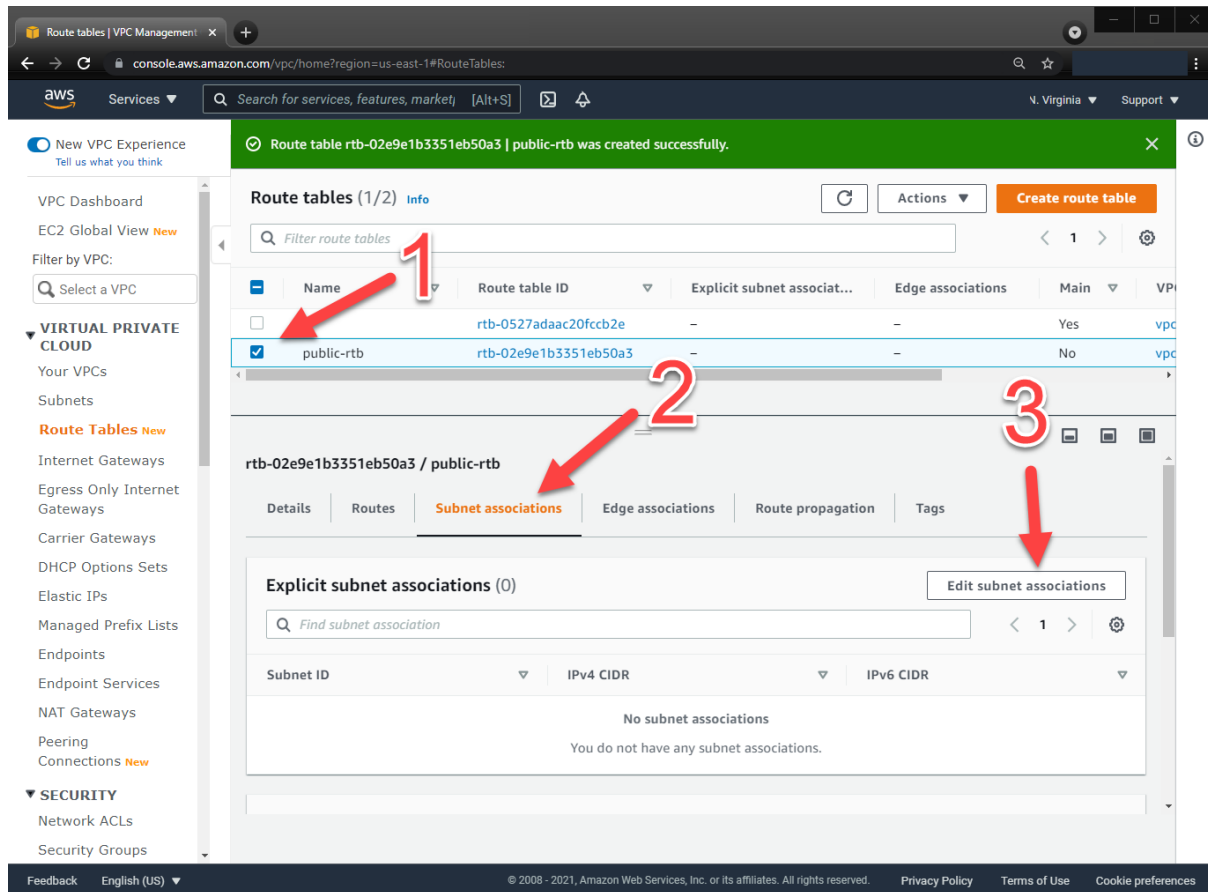 Route tables | VPC Management
console.aws.amazon.com/vpc/home?region=us-east-1#RouteTables:
aws Services Search for services, features, market [Alt+S] N. Virginia Support
New VPC Experience
Tell us what you think
VPC Dashboard
EC2 Global View New
Filter by VPC:
Select a VPC
VIRTUAL PRIVATE
CLOUD
Your VPCs
Subnets
Route Tables New
Internet Gateways
Egress Only Internet
Gateways
Carrier Gateways
DHCP Options Sets
Elastic IPs
Managed Prefix Lists
Endpoints
Endpoint Services
NAT Gateways
Peering
Connections New
SECURITY
Network ACLs
Security Groups
Route table rtb-02e9e1b3351eb50a3 | public-rtb was created successfully.
Route tables (1/2) Info Actions Create route table
Filter route tables 1
1
Name Route table ID Explicit subnet associat... Edge associations Main VP
rtb-0527adaac20fccb2e – – Yes vpc
public-rtb rtb-02e9e1b3351eb50a3 – – No vpc
2
3
rtb-02e9e1b3351eb50a3 / public-rtb
Details Routes Subnet associations Edge associations Route propagation Tags
Explicit subnet associations (0) Edit subnet associations
Find subnet association 1
Subnet ID IPv4 CIDR IPv6 CIDR
No subnet associations
You do not have any subnet associations.
Feedback English (US) © 2008 - 2021, Amazon Web Services, Inc. or its affiliates. All rights reserved. Privacy Policy Terms of Use Cookie preferences